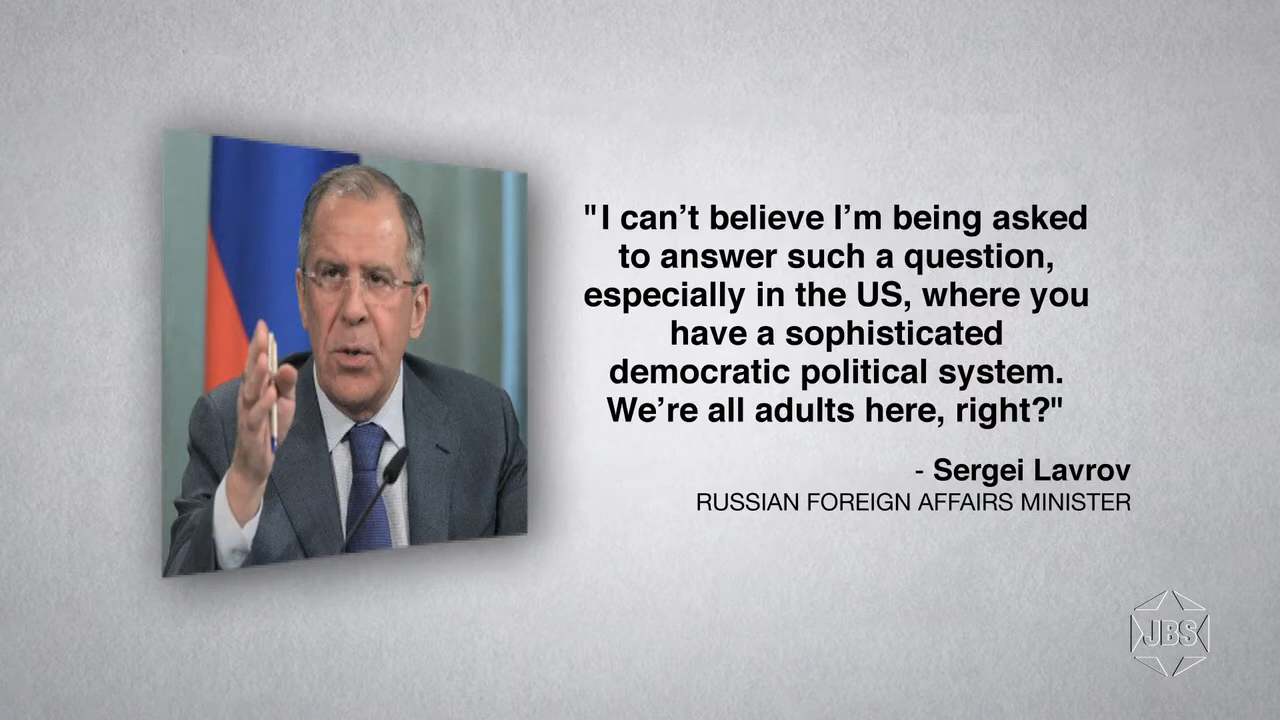 "I can’t believe I’m being asked
to answer such a question,
especially in the US, where you
have a sophisticated
democratic political system.
We’re all adults here, right?"
- Sergei Lavrov
RUSSIAN FOREIGN AFFAIRS MINISTER
JBS